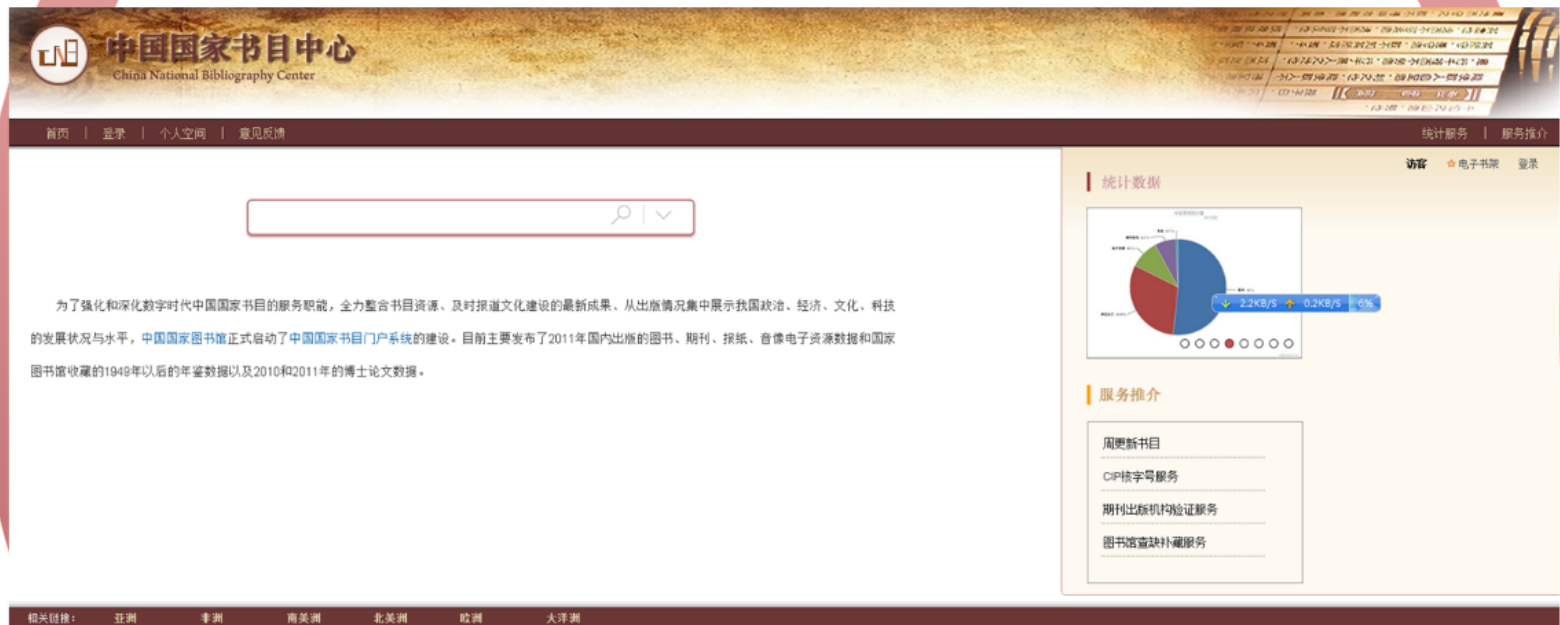 中国国家书目中心
China National Bibliography Center
首页 | 登录 | 个人空间 | 意见反馈
统计服务 | 服务推介
访客 ☆电子书架 登录
统计数据
2.2KB/S 0.2KB/S 6%
为了强化和深化数字时代中国国家书目的服务职能，全力整合书目资源、及时报道文化建设的最新成果、从出版情况集中展示我国政治、经济、文化、科技
的发展状况与水平，中国国家图书馆正式启动了中国国家书目门户系统的建设。目前主要发布了2011年国内出版的图书、期刊、报纸、音像电子资源数据和国家
图书馆收藏的1949年以后的年鉴数据以及2010和2011年的博士论文数据。
服务推介
周更新书目
CIP核字号服务
期刊出版机构验证服务
图书馆查缺补藏服务
相关链接： 亚洲 非洲 南美洲 北美洲 欧洲 大洋洲